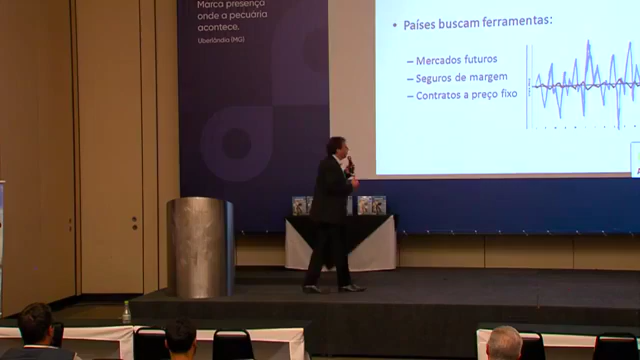 Marca presença
onde a pecuária
acontece.
Uberlândia (MG)
• Países buscam ferramentas:
– Mercados futuros
– Seguros de margem
– Contratos a preço fixo